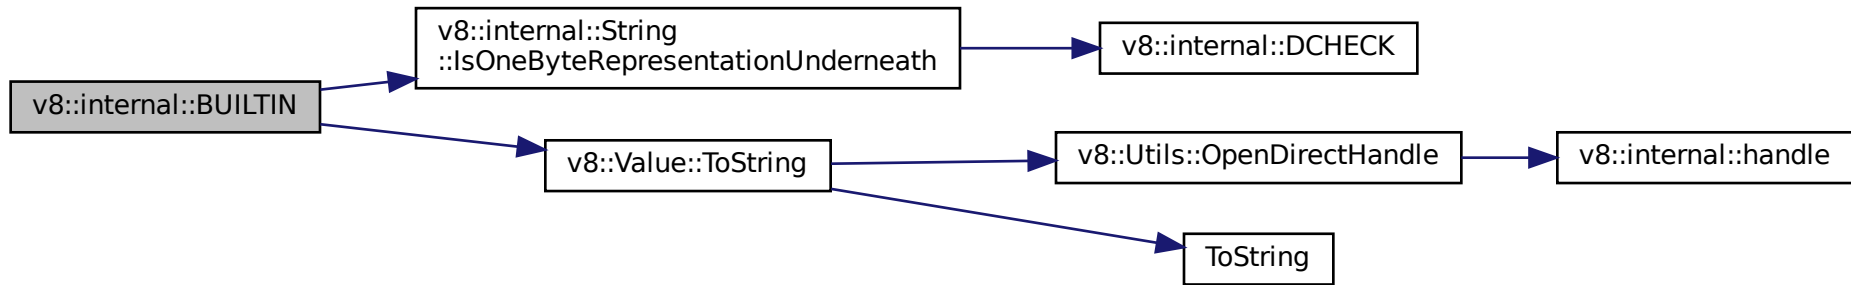 v8::internal::BUILTIN
v8::internal::String
::IsOneByteRepresentationUnderneath
v8::internal::DCHECK
v8::Value::ToString
v8::Utils::OpenDirectHandle
v8::internal::handle
ToString